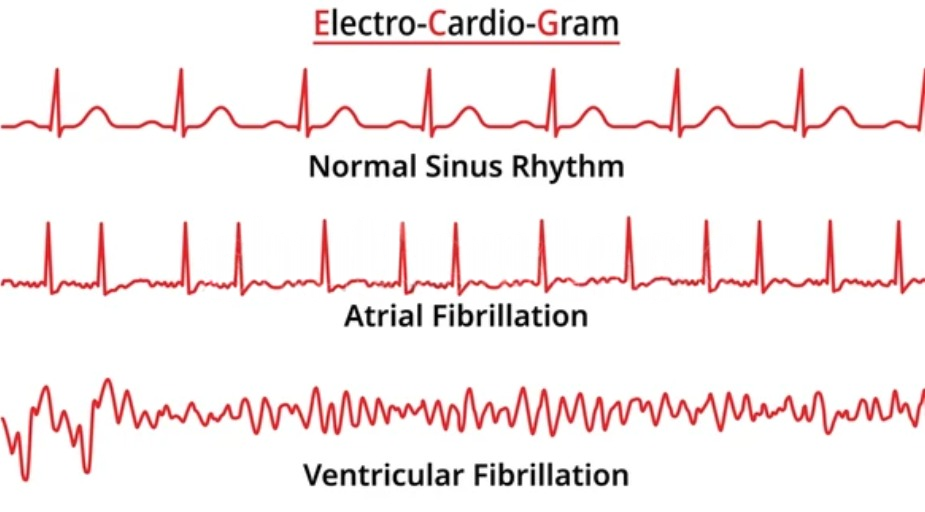 Electro-Cardio-Gram
Normal Sinus Rhythm
Atrial Fibrillation
Ventricular Fibrillation